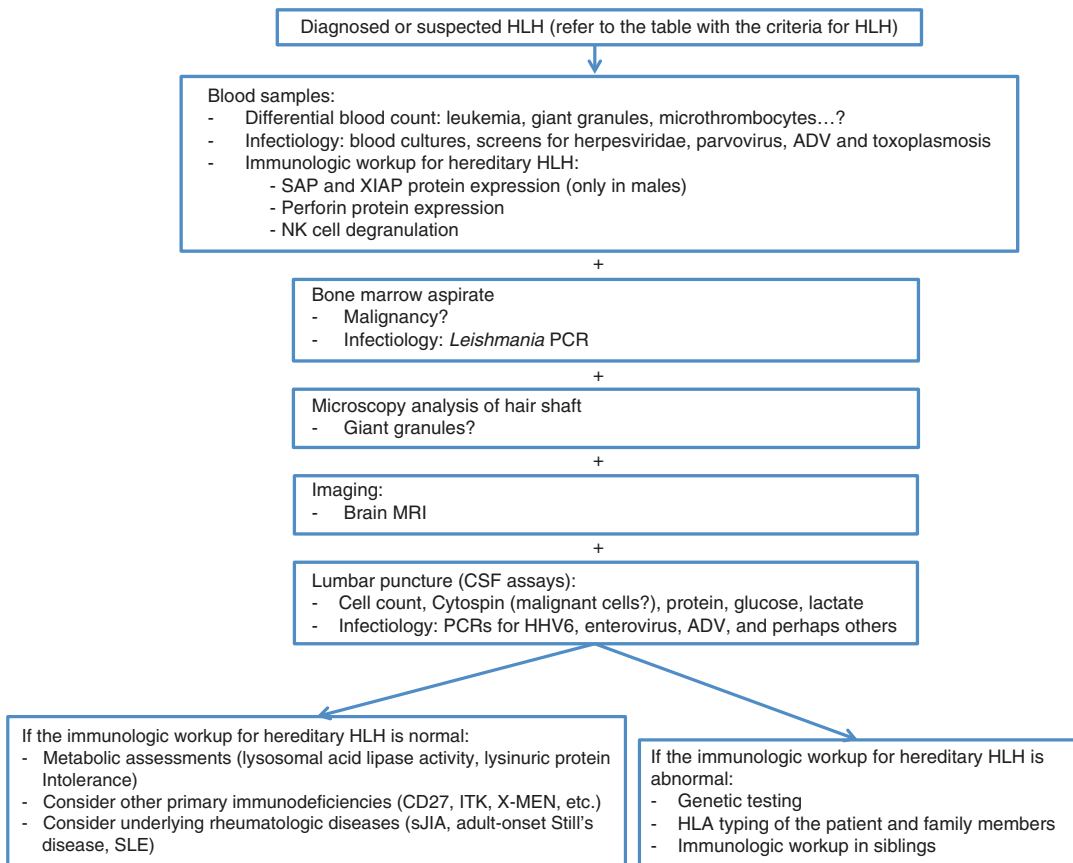 Diagnosed or suspected HLH (refer to the table with the criteria for HLH)
Blood samples:
- Differential blood count: leukemia, giant granules, microthrombocytes…?
- Infectiology: blood cultures, screens for herpesviridae, parvovirus, ADV and toxoplasmosis
- Immunologic workup for hereditary HLH:
- SAP and XIAP protein expression (only in males)
- Perforin protein expression
- NK cell degranulation
+
Bone marrow aspirate
- Malignancy?
- Infectiology: Leishmania PCR
+
Microscopy analysis of hair shaft
- Giant granules?
+
Imaging:
- Brain MRI
+
Lumbar puncture (CSF assays):
- Cell count, Cytospin (malignant cells?), protein, glucose, lactate
- Infectiology: PCRs for HHV6, enterovirus, ADV, and perhaps others
If the immunologic workup for hereditary HLH is normal:
- Metabolic assessments (lysosomal acid lipase activity, lysinuric protein
Intolerance)
- Consider other primary immunodeficiencies (CD27, ITK, X-MEN, etc.)
- Consider underlying rheumatologic diseases (sJIA, adult-onset Still's
disease, SLE)
If the immunologic workup for hereditary HLH is
abnormal:
- Genetic testing
- HLA typing of the patient and family members
- Immunologic workup in siblings